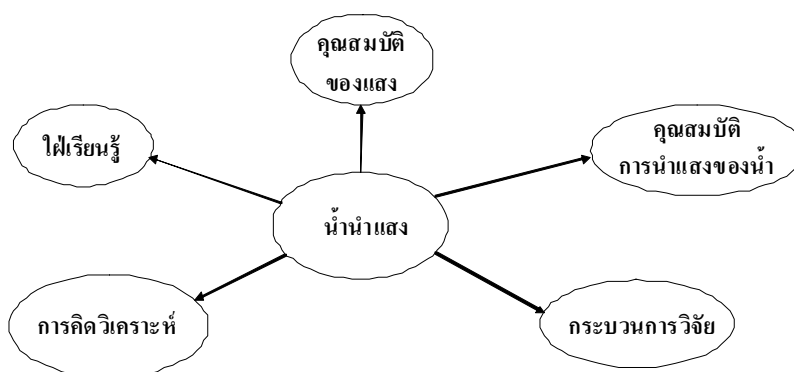 คุณสมบัติ
ของแสง
ใฝ่เรียนรู้
คุณสมบัติ
การนำแสงของน้ำ
น้ำนำแสง
การคิดวิเคราะห์
กระบวนการวิจัย